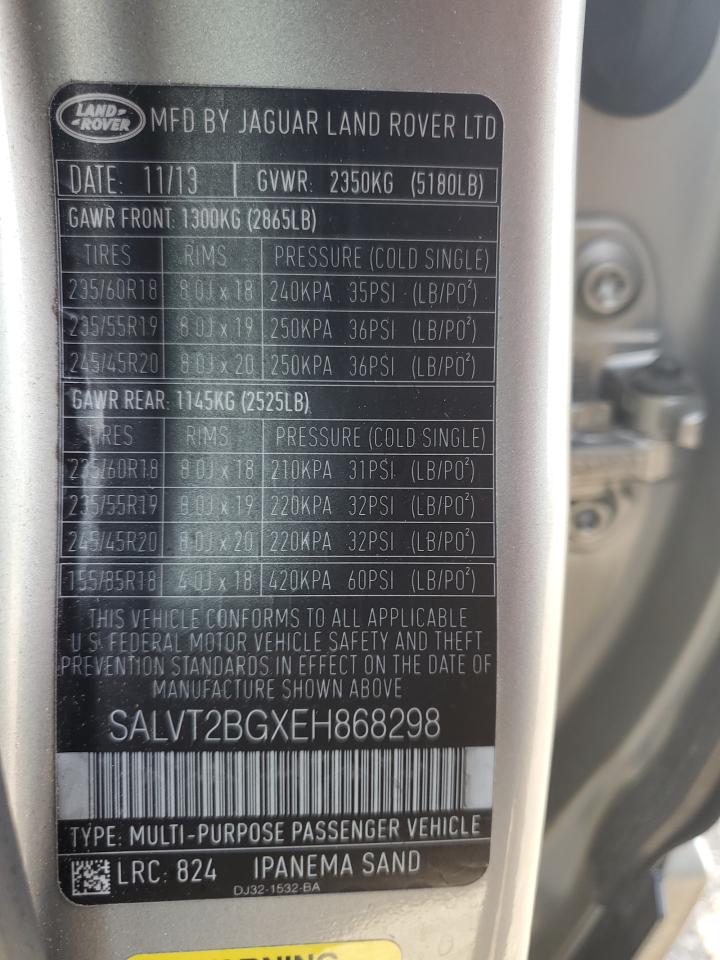 LAND ROVER MFD BY JAGUAR LAND ROVER LTD
DATE: 11/13 GVWR: 2350KG (5180LB)
GAWR FRONT: 1300KG (2865LB)
TIRES RIMS PRESSURE (COLD SINGLE)
235/60R18 8.0J x 18 240KPA 35PSI (LB/PO²)
235/55R19 8.0J x 19 250KPA 36PSI (LB/PO²)
245/45R20 8.0J x 20 250KPA 36PSI (LB/PO²)
GAWR REAR: 1145KG (2525LB)
TIRES RIMS PRESSURE (COLD SINGLE)
235/60R18 8.0J x 18 210KPA 31PSI (LB/PO²)
235/55R19 8.0J x 19 220KPA 32PSI (LB/PO²)
245/45R20 8.0J x 20 220KPA 32PSI (LB/PO²)
155/85R18 4.0J x 18 420KPA 60PSI (LB/PO²)
THIS VEHICLE CONFORMS TO ALL APPLICABLE
U.S. FEDERAL MOTOR VEHICLE SAFETY AND THEFT
PREVENTION STANDARDS IN EFFECT ON THE DATE OF
MANUFACTURE SHOWN ABOVE
SALVT2BGXEH868298
TYPE: MULTI-PURPOSE PASSENGER VEHICLE
LRC: 824 IPANEMA SAND
DJ32-1532-BA
WARNING